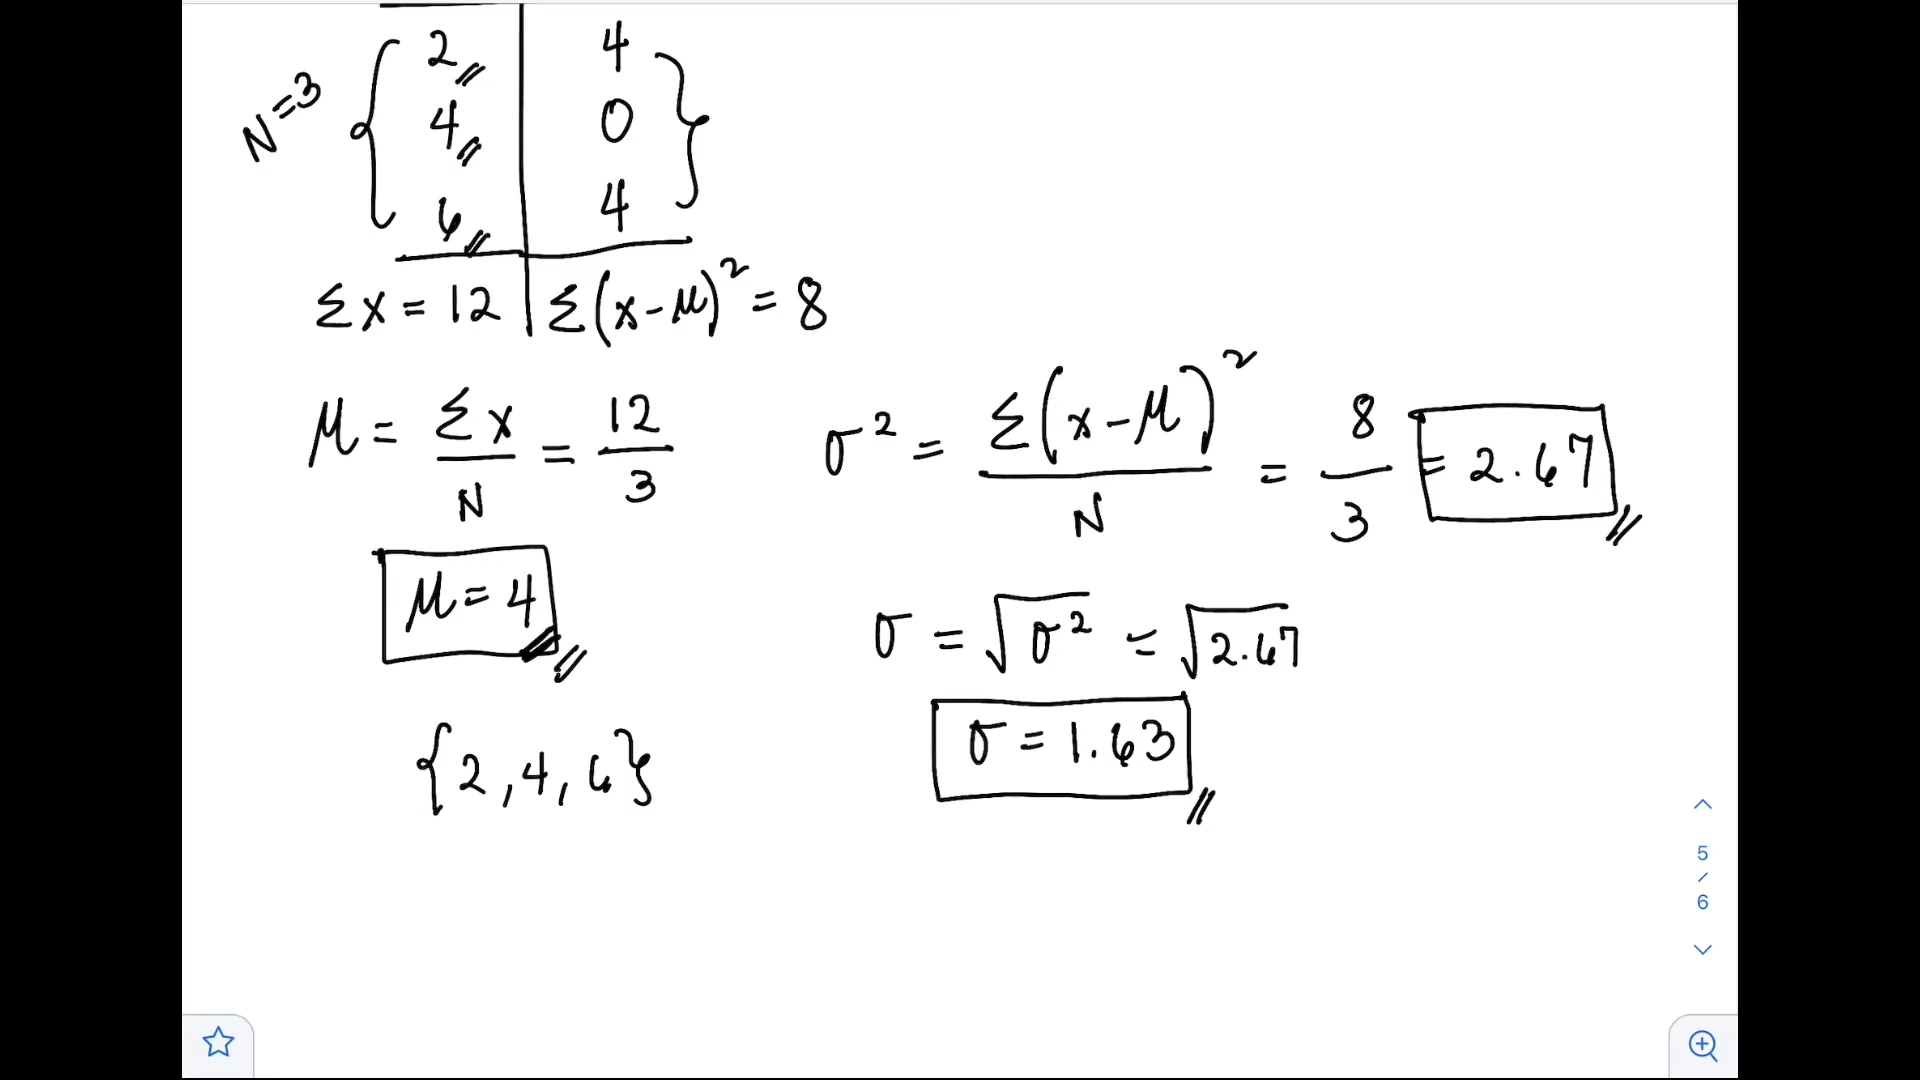 2 4
N=3 4 0
6 4
Σx = 12 Σ(x-μ)² = 8
μ = Σx/N = 12/3
σ² = Σ(x-μ)²/N = 8/3 = 2.67
μ = 4
σ = √σ² = √2.67
σ = 1.63
{2, 4, 6}
5
/
6